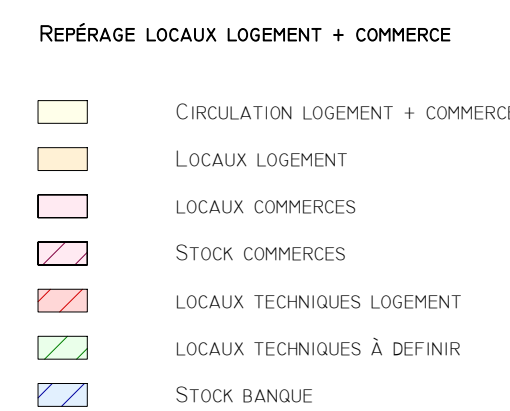 Repérage locaux logement + commerce
Circulation logement + commerce
Locaux logement
locaux commerces
Stock commerces
locaux techniques logement
locaux techniques à definir
Stock banque